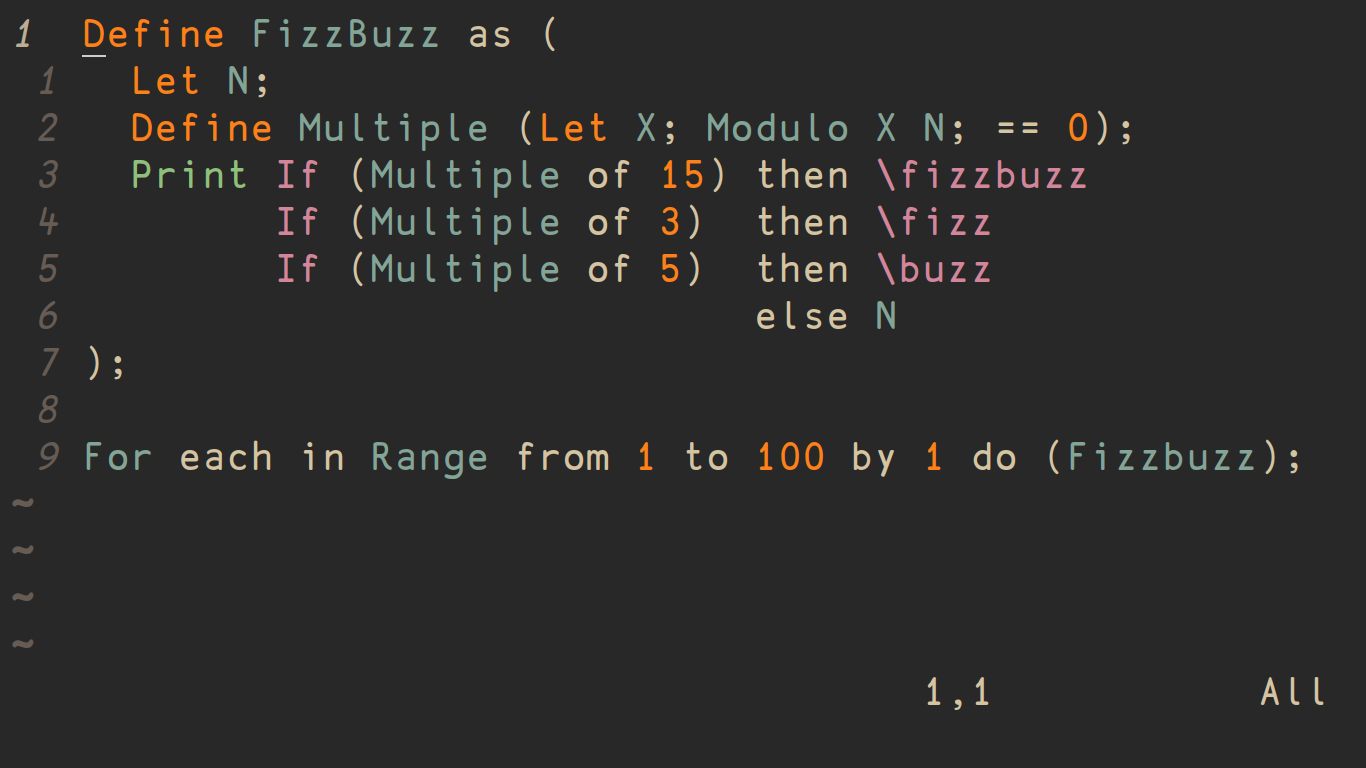 1  Define FizzBuzz as (
 1   Let N;
 2   Define Multiple (Let X; Modulo X N; == 0);
 3   Print If (Multiple of 15) then \fizzbuzz
 4         If (Multiple of 3)  then \fizz
 5         If (Multiple of 5)  then \buzz
 6                             else N
 7 );
 8
 9 For each in Range from 1 to 100 by 1 do (Fizzbuzz);
~
~
~
~
1,1 All